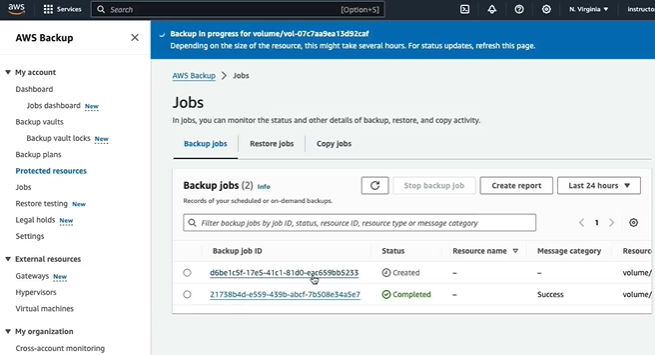 aws
Services
Search
[Option+S]
N. Virginia
instructo
AWS Backup
My account
Dashboard
Jobs dashboard New
Backup vaults
Backup vault locks New
Backup plans
Protected resources
Jobs
Restore testing New
Legal holds New
Settings
External resources
Gateways New
Hypervisors
Virtual machines
My organization
Cross-account monitoring
Backup in progress for volume/vol-07c7aa9ea13d92caf
Depending on the size of the resource, this might take several hours. For status updates, refresh this page.
AWS Backup > Jobs
Jobs
In jobs, you can monitor the status and other details of backup, restore, and copy activity.
Backup jobs
Restore jobs
Copy jobs
Backup jobs (2) Info
Records of your scheduled or on-demand backups.
Stop backup job
Create report
Last 24 hours
Filter backup jobs by job ID, status, resource ID, resource type or message category
1
Backup job ID Status Resource name Message category Resourc
d6be1c5f-17e5-41c1-81d0-eac659bb5233 Created – – volume/
21738b4d-e559-439b-abcf-7b508e34a5e7 Completed – Success volume/